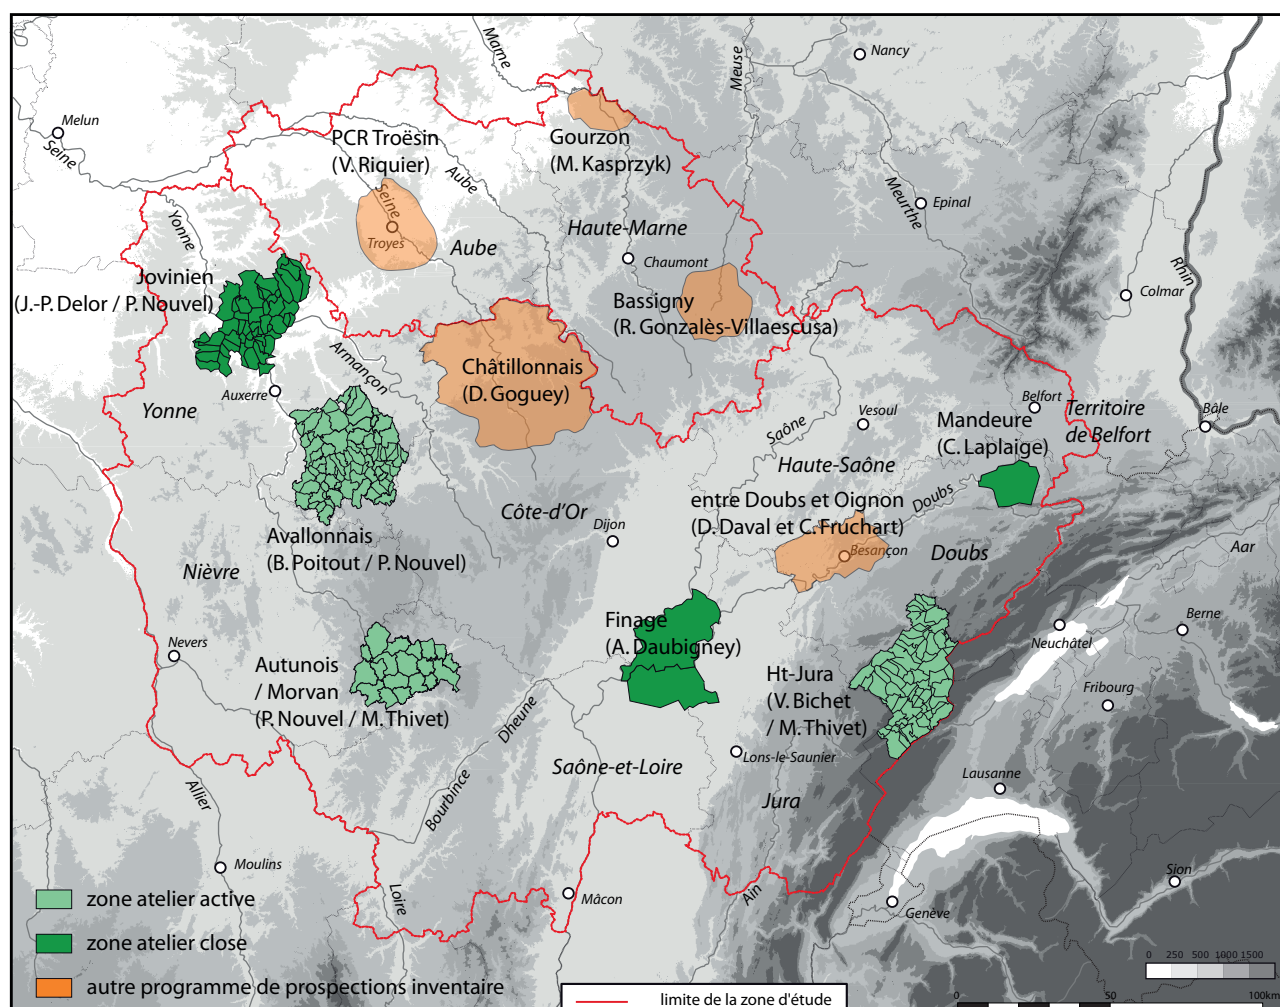 Marne
Meuse
Nancy
Melun
Seine
PCR Troësin
(V. Riquier)
Gourzon
(M. Kasprzyk)
Aube
Seine
Meurthe
Epinal
Yonne
Troyes
Aube
Haute-Marne
Chaumont
Rhin
Colmar
Jovinien
(J.-P. Delor / P. Nouvel)
Bassigny
(R. Gonzalès-Villaescusa)
Armançon
Châtillonnais
(D. Goguey)
Auxerre
Yonne
Saône
Vesoul
Belfort
Territoire
de Belfort
Bâle
Mandeure
(C. Laplaige)
Haute-Saône
entre Doubs et Oignon
(D. Daval et C. Fruchart)
Doubs
Côte-d'Or
Dijon
Besançon
Doubs
Aar
Avallonnais
(B. Poitout / P. Nouvel)
Nièvre
Nevers
Finage
(A. Daubigney)
Neuchâtel
Berne
Autunois
/ Morvan
(P. Nouvel / M. Thivet)
Ht-Jura
(V. Bichet
/ M. Thivet)
Fribourg
Dheune
Lons-le-Saunier
Saône-et-Loire
Jura
Lausanne
Allier
Bourbince
Moulins
Sion
Loire
Mâcon
Ain
Genève
zone atelier active
zone atelier close
autre programme de prospections inventaire
limite de la zone d'étude
0 250 500 1000 1500
0 50 100km